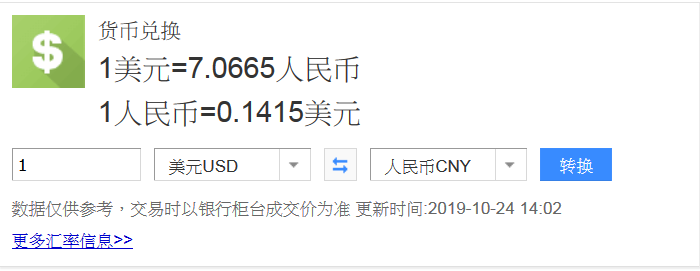 $
货币兑换
1美元=7.0665人民币
1人民币=0.1415美元
1 美元USD 人民币CNY 转换
数据仅供参考，交易时以银行柜台成交价为准 更新时间:2019-10-24 14:02
更多汇率信息>>